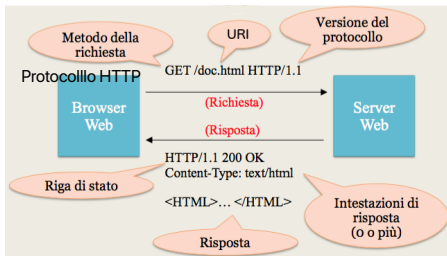 Metodo della
richiesta
URI
Versione del
protocollo
GET /doc.html HTTP/1.1
Protocolllo HTTP
Browser
Web
(Richiesta)
(Risposta)
Server
Web
HTTP/1.1 200 OK
Content-Type: text/html
<HTML>... </HTML>
Riga di stato
Intestazioni di
risposta
(0 o più)
Risposta